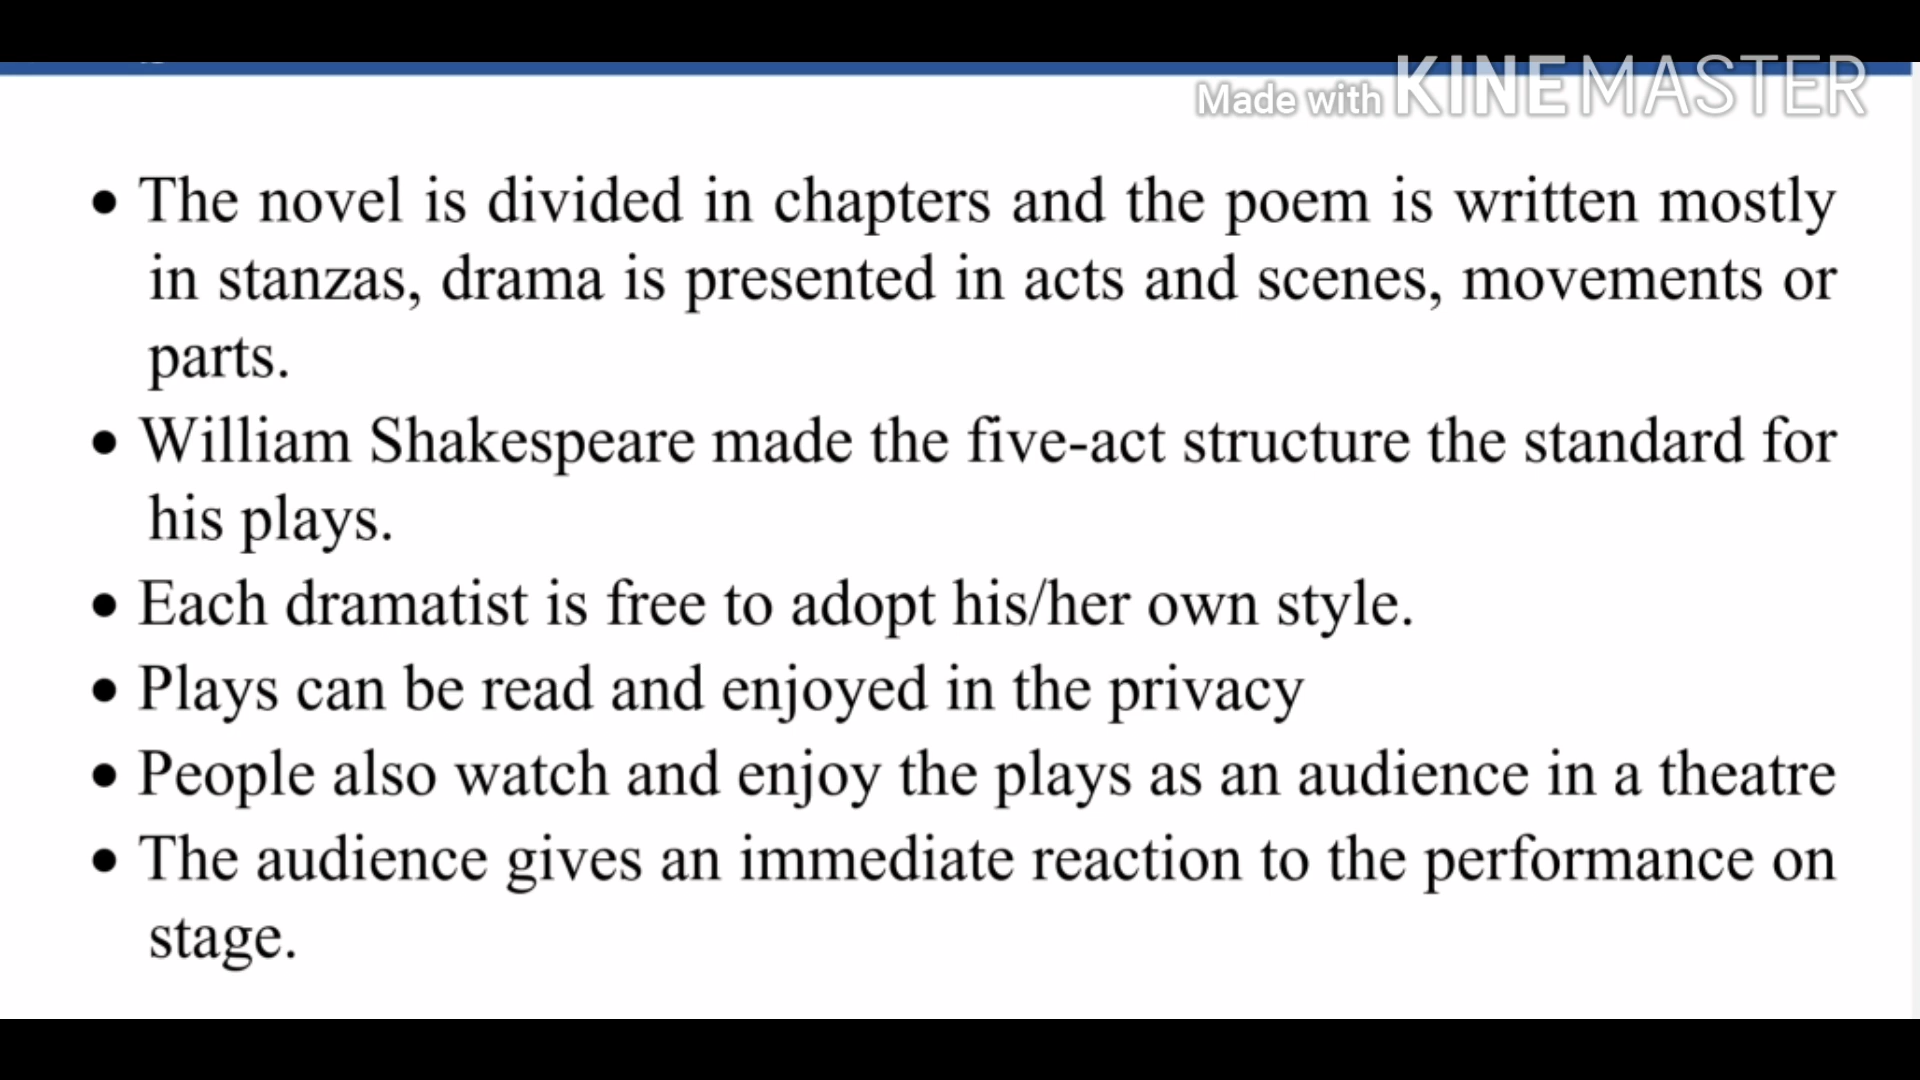 Made with KINEMASTER
• The novel is divided in chapters and the poem is written mostly
in stanzas, drama is presented in acts and scenes, movements or
parts.
• William Shakespeare made the five-act structure the standard for
his plays.
• Each dramatist is free to adopt his/her own style.
• Plays can be read and enjoyed in the privacy
• People also watch and enjoy the plays as an audience in a theatre
• The audience gives an immediate reaction to the performance on
stage.